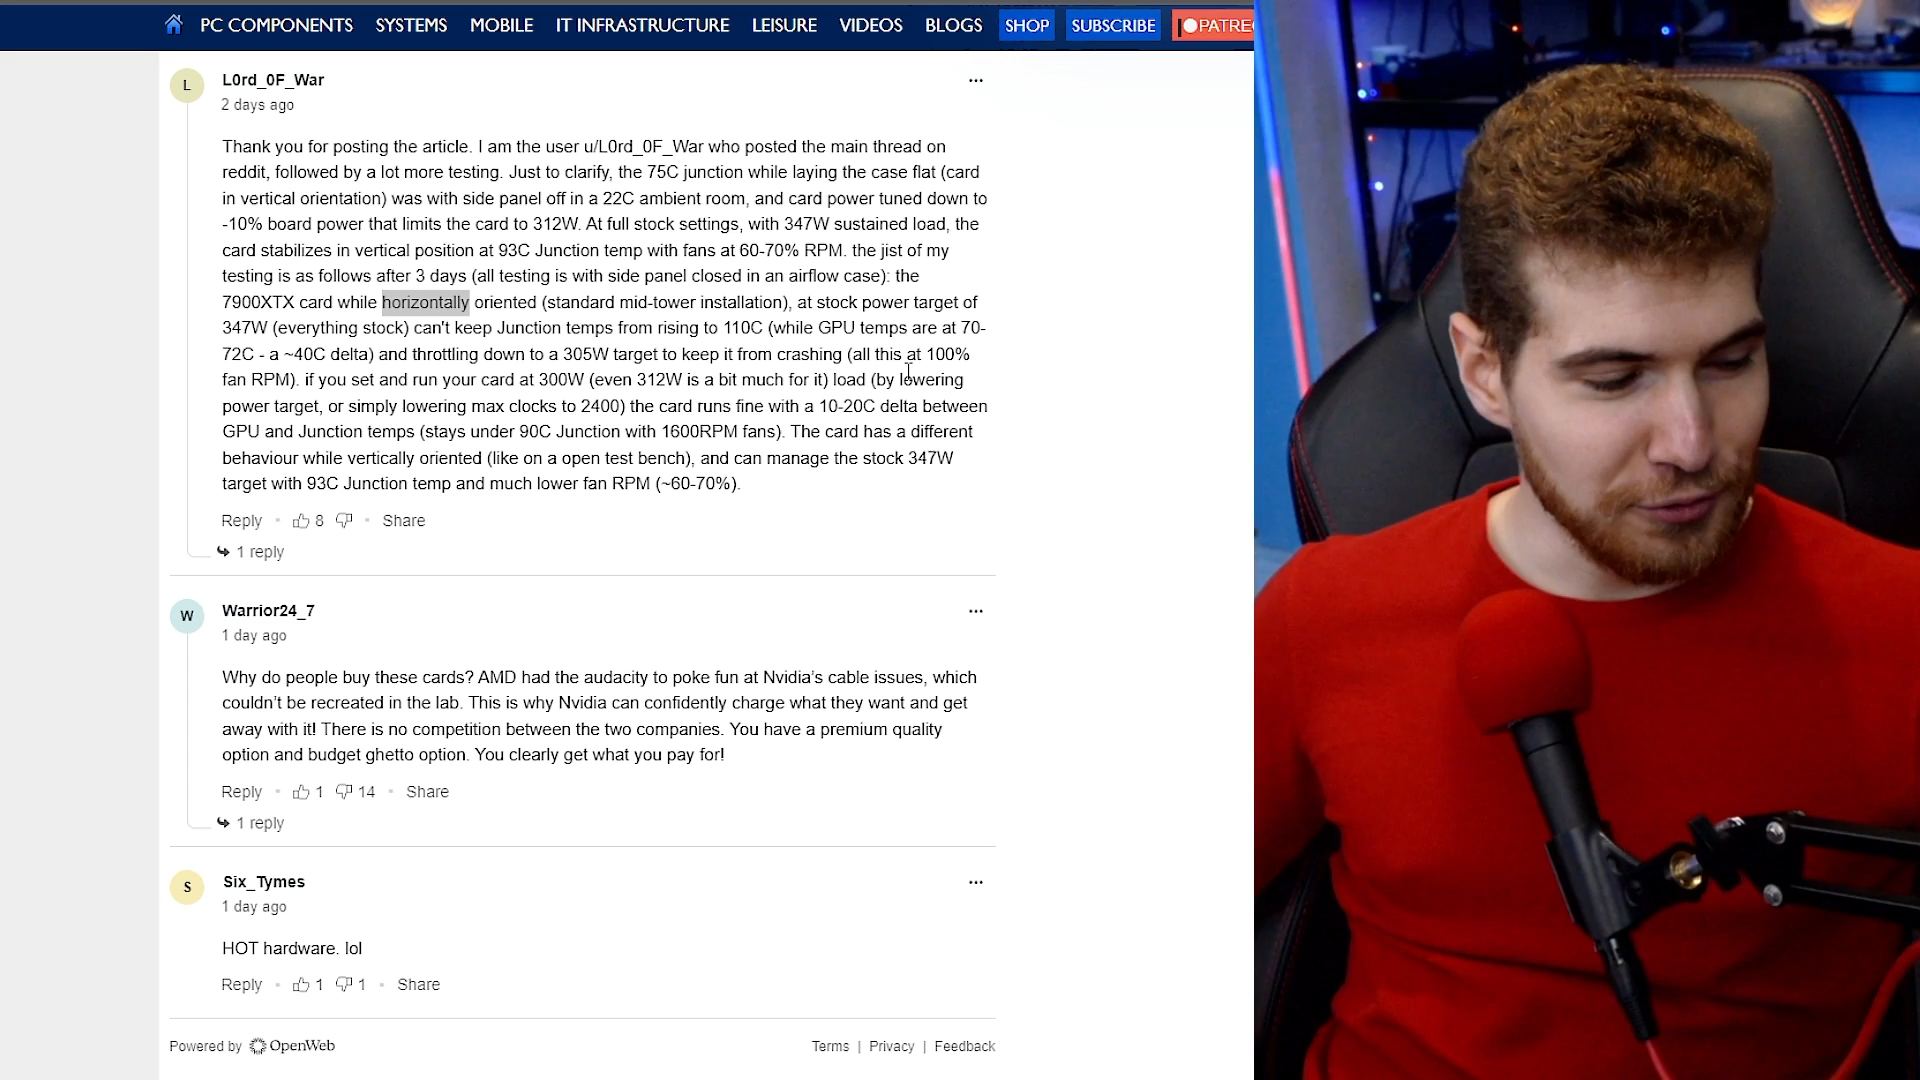 PC COMPONENTS SYSTEMS MOBILE IT INFRASTRUCTURE LEISURE VIDEOS BLOGS SHOP SUBSCRIBE
L
L0rd_0F_War
2 days ago
Thank you for posting the article. I am the user u/L0rd_0F_War who posted the main thread on
reddit, followed by a lot more testing. Just to clarify, the 75C junction while laying the case flat (card
in vertical orientation) was with side panel off in a 22C ambient room, and card power tuned down to
-10% board power that limits the card to 312W. At full stock settings, with 347W sustained load, the
card stabilizes in vertical position at 93C Junction temp with fans at 60-70% RPM. the jist of my
testing is as follows after 3 days (all testing is with side panel closed in an airflow case): the
7900XTX card while horizontally oriented (standard mid-tower installation), at stock power target of
347W (everything stock) can't keep Junction temps from rising to 110C (while GPU temps are at 70-
72C - a ~40C delta) and throttling down to a 305W target to keep it from crashing (all this at 100%
fan RPM). if you set and run your card at 300W (even 312W is a bit much for it) load (by lowering
power target, or simply lowering max clocks to 2400) the card runs fine with a 10-20C delta between
GPU and Junction temps (stays under 90C Junction with 1600RPM fans). The card has a different
behaviour while vertically oriented (like on a open test bench), and can manage the stock 347W
target with 93C Junction temp and much lower fan RPM (~60-70%).
Reply 8 Share
1 reply
W
Warrior24_7
1 day ago
Why do people buy these cards? AMD had the audacity to poke fun at Nvidia's cable issues, which
couldn't be recreated in the lab. This is why Nvidia can confidently charge what they want and get
away with it! There is no competition between the two companies. You have a premium quality
option and budget ghetto option. You clearly get what you pay for!
Reply 1 14 Share
1 reply
S
Six_Tymes
1 day ago
HOT hardware. lol
Reply 1 1 Share
Powered by OpenWeb
Terms | Privacy | Feedback